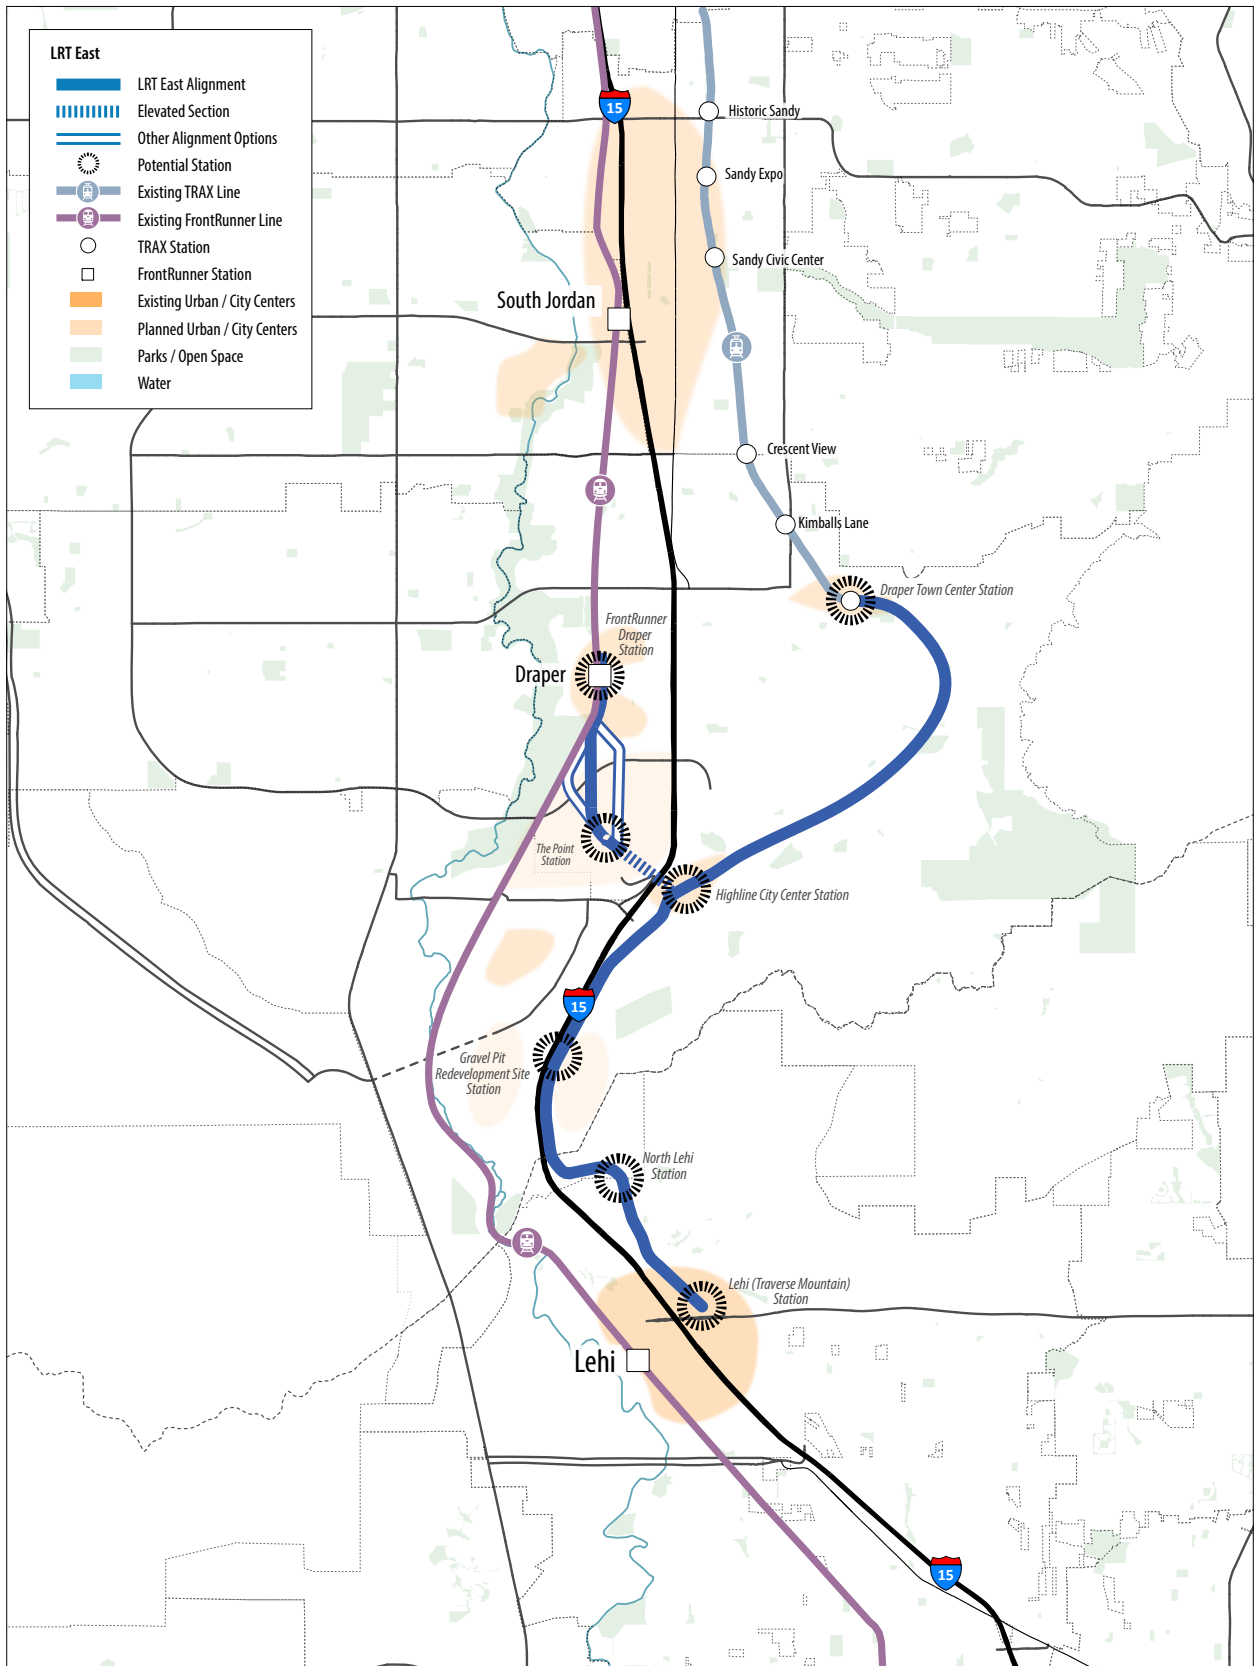 LRT East
LRT East Alignment
Elevated Section
Other Alignment Options
Potential Station
Existing TRAX Line
Existing FrontRunner Line
TRAX Station
FrontRunner Station
Existing Urban / City Centers
Planned Urban / City Centers
Parks / Open Space
Water
15
Historic Sandy
Sandy Expo
Sandy Civic Center
South Jordan
Crescent View
Kimballs Lane
Draper Town Center Station
FrontRunner
Draper
Station
Draper
The Point
Station
Highline City Center Station
15
Gravel Pit
Redevelopment Site
Station
North Lehi
Station
Lehi (Traverse Mountain)
Station
Lehi
15